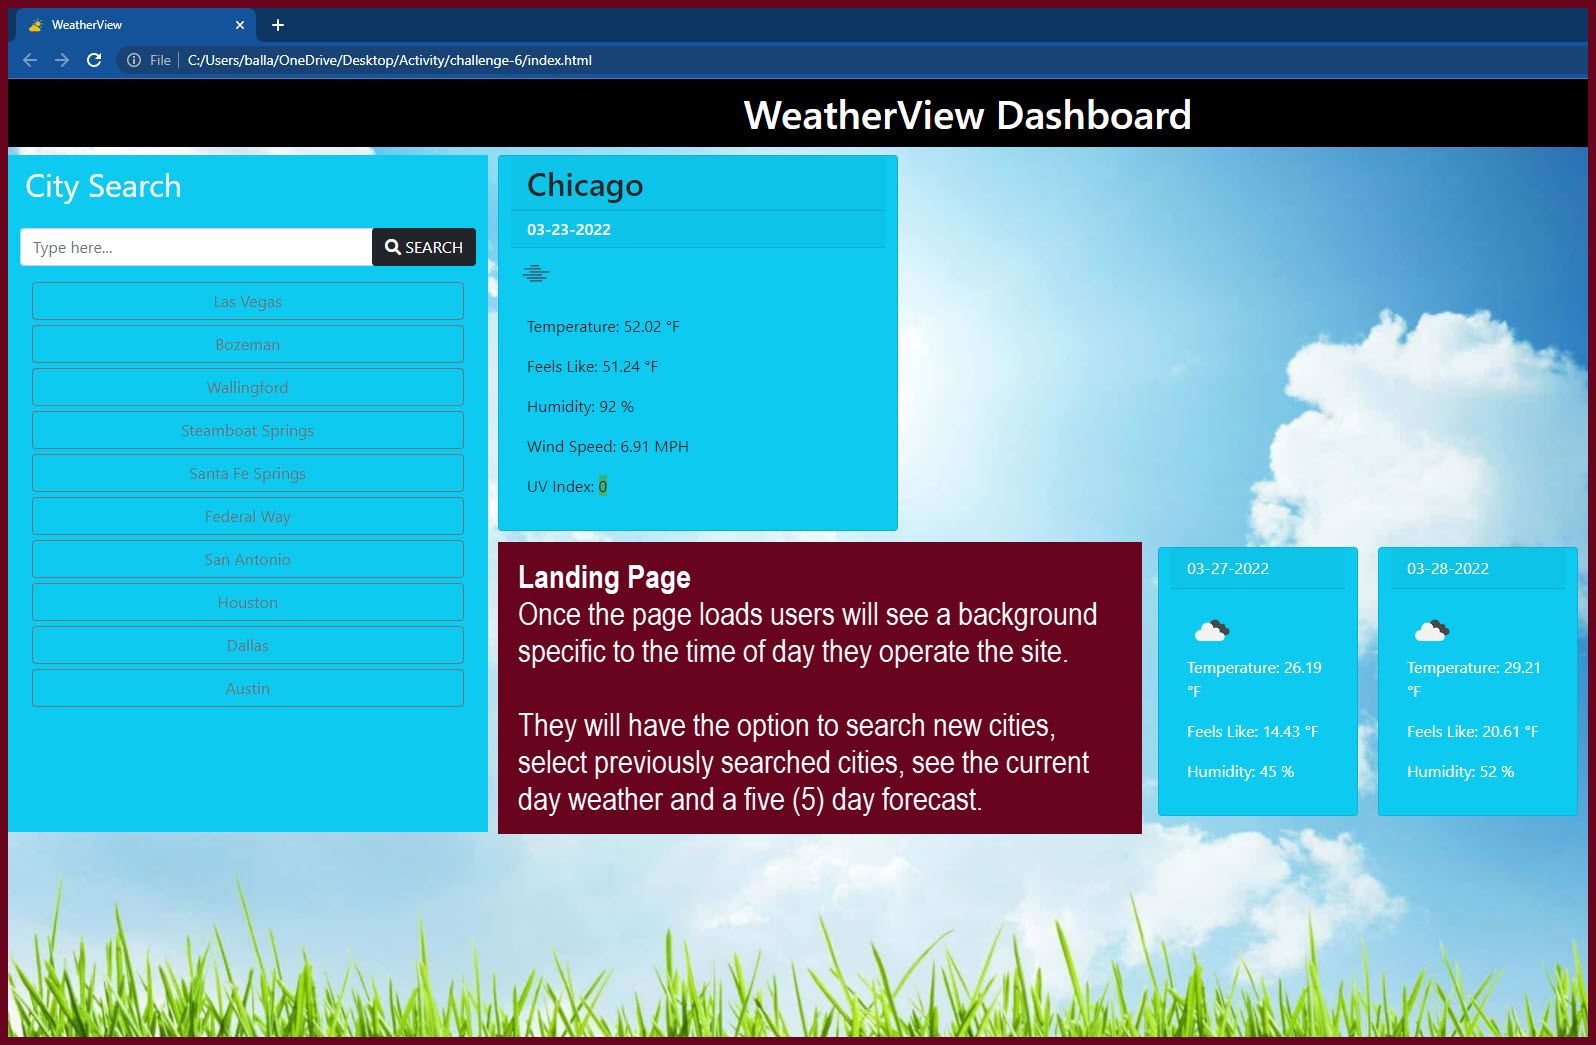 WeatherView
File C:/Users/balla/OneDrive/Desktop/Activity/challenge-6/index.html
WeatherView Dashboard
City Search
Type here...
SEARCH
Las Vegas
Bozeman
Wallingford
Steamboat Springs
Santa Fe Springs
Federal Way
San Antonio
Houston
Dallas
Austin
Chicago
03-23-2022
Temperature: 52.02 °F
Feels Like: 51.24 °F
Humidity: 92 %
Wind Speed: 6.91 MPH
UV Index: 0
Landing Page
Once the page loads users will see a background
specific to the time of day they operate the site.
They will have the option to search new cities,
select previously searched cities, see the current
day weather and a five (5) day forecast.
03-27-2022
Temperature: 26.19
°F
Feels Like: 14.43 °F
Humidity: 45 %
03-28-2022
Temperature: 29.21
°F
Feels Like: 20.61 °F
Humidity: 52 %